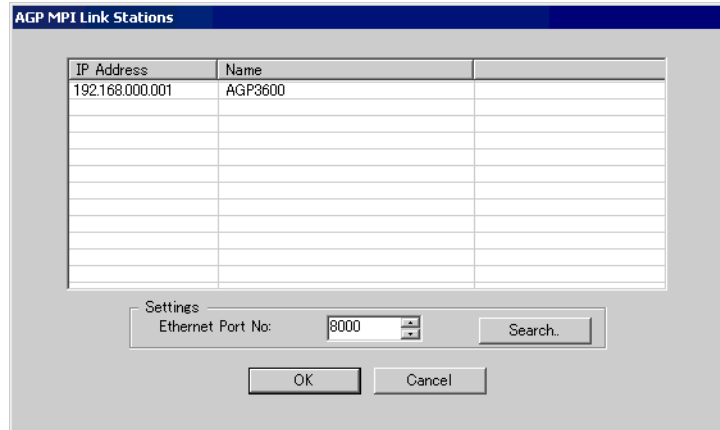 AGP MPI Link Stations
IP Address Name
192.168.000.001 AGP3600
Settings
Ethernet Port No: 8000 Search..
OK Cancel